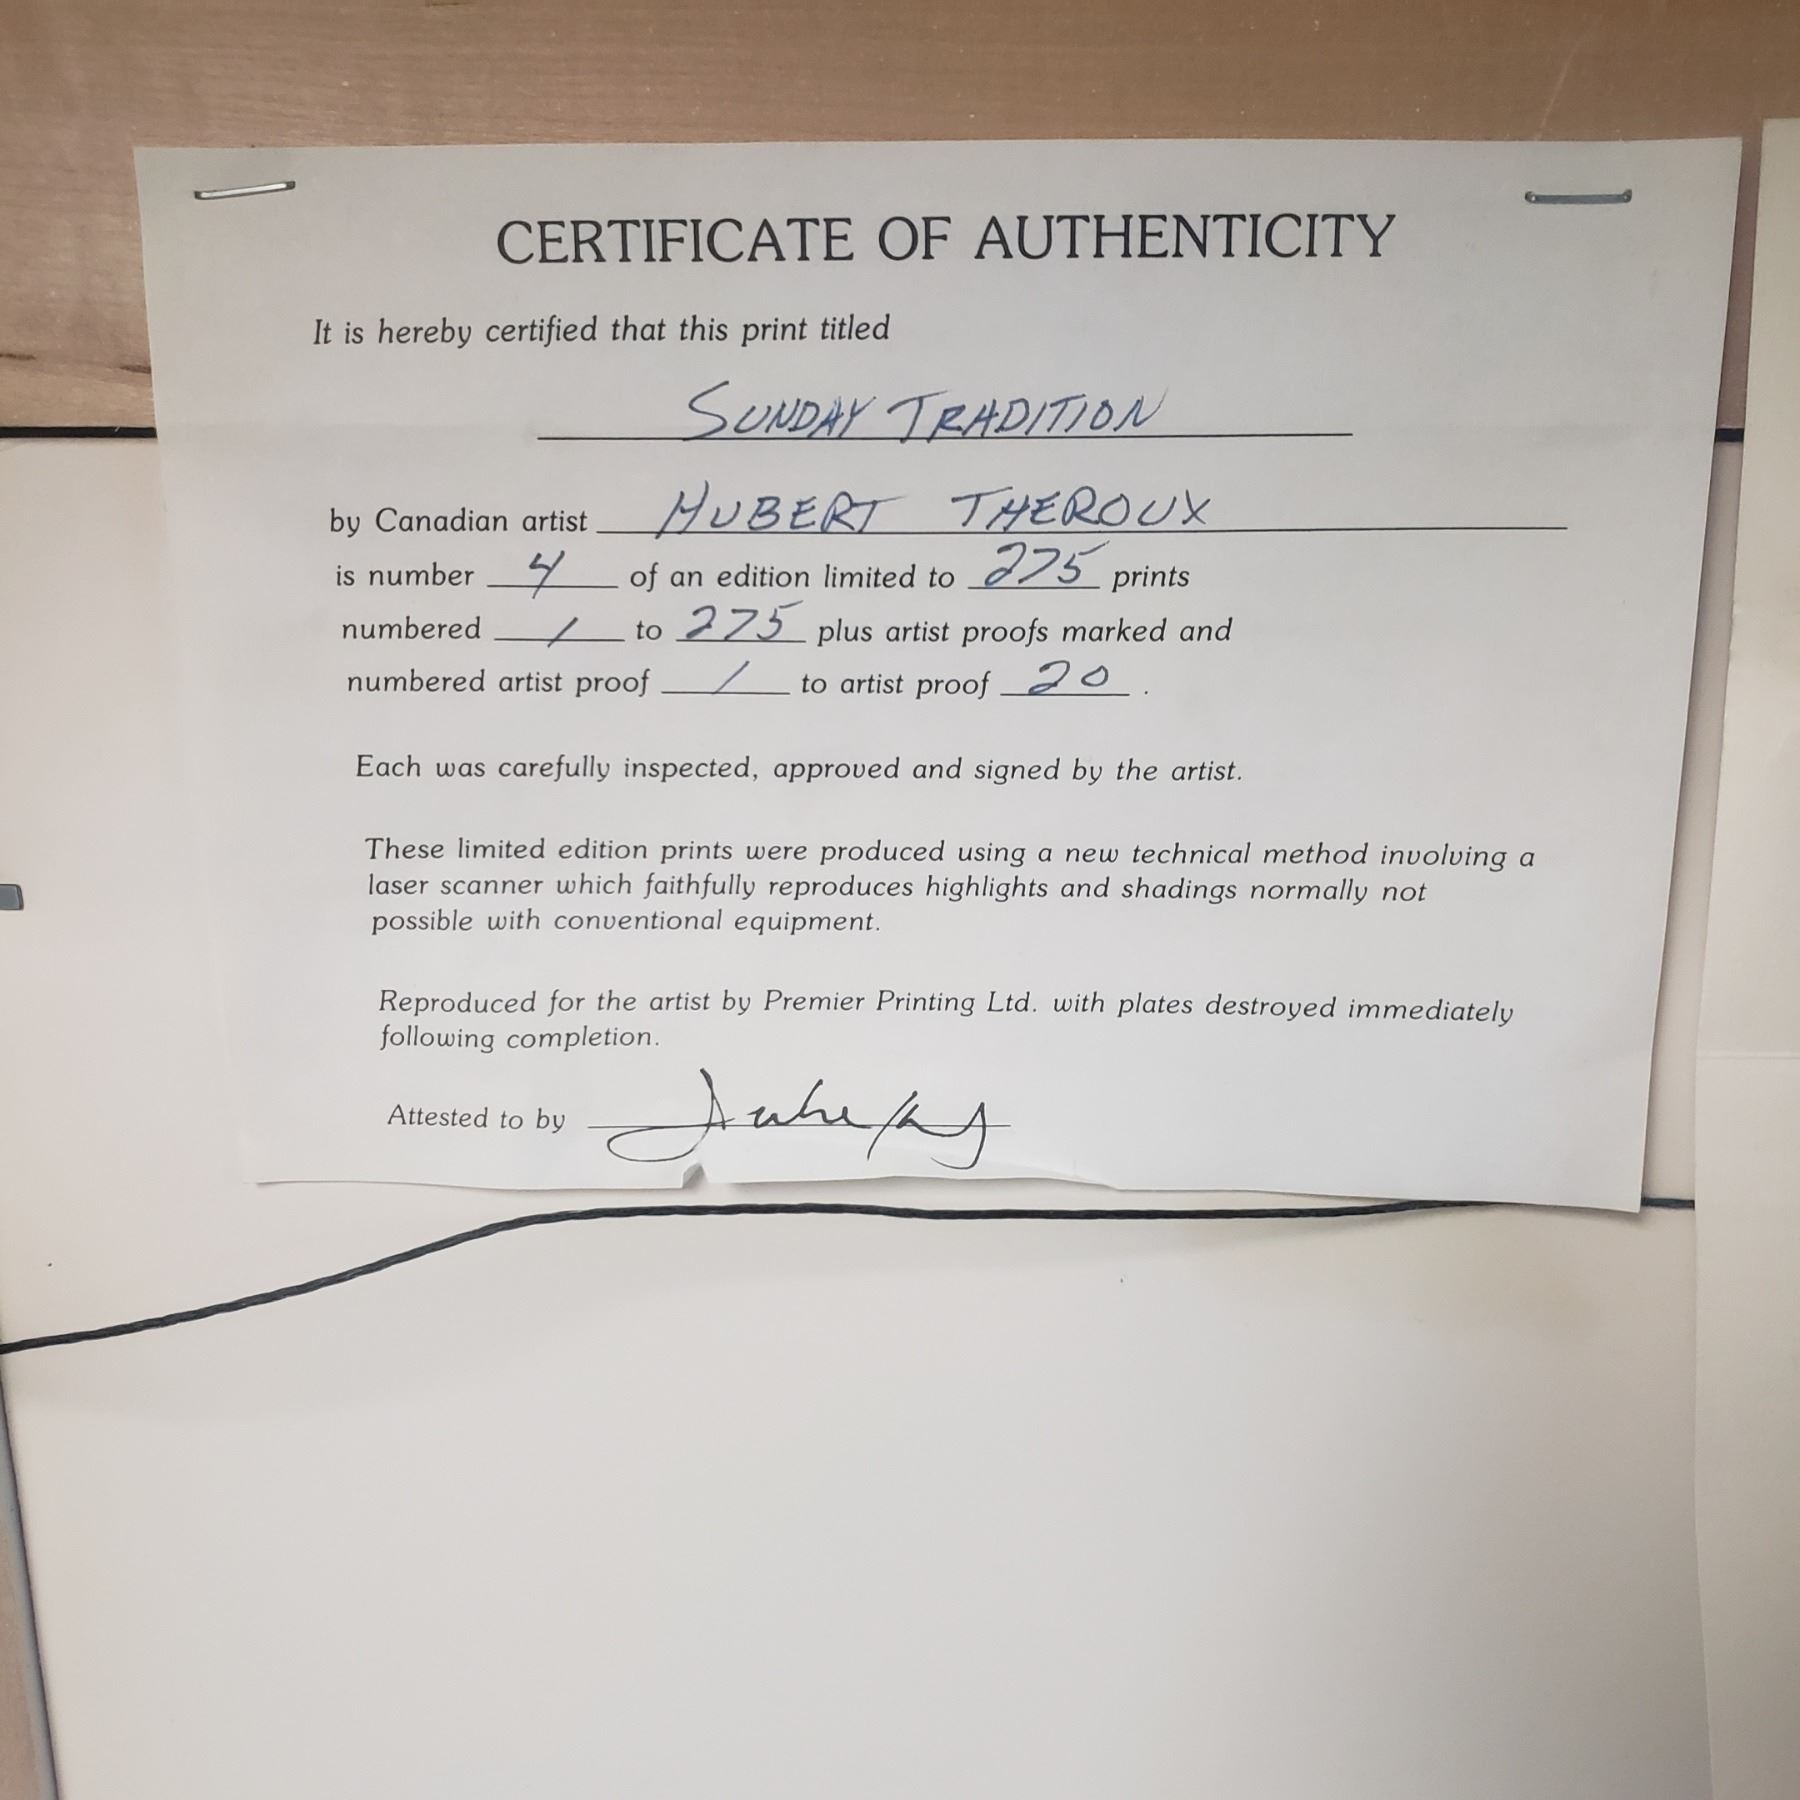 CERTIFICATE OF AUTHENTICITY
It is hereby certified that this print titled
SUNDAY TRADITION
by Canadian artist HUBERT THEROUX
is number 4 of an edition limited to 275 prints
numbered 1 to 275 plus artist proofs marked and
numbered artist proof 1 to artist proof 20.
Each was carefully inspected, approved and signed by the artist.
These limited edition prints were produced using a new technical method involving a
laser scanner which faithfully reproduces highlights and shadings normally not
possible with conventional equipment.
Reproduced for the artist by Premier Printing Ltd. with plates destroyed immediately
following completion.
Attested to by